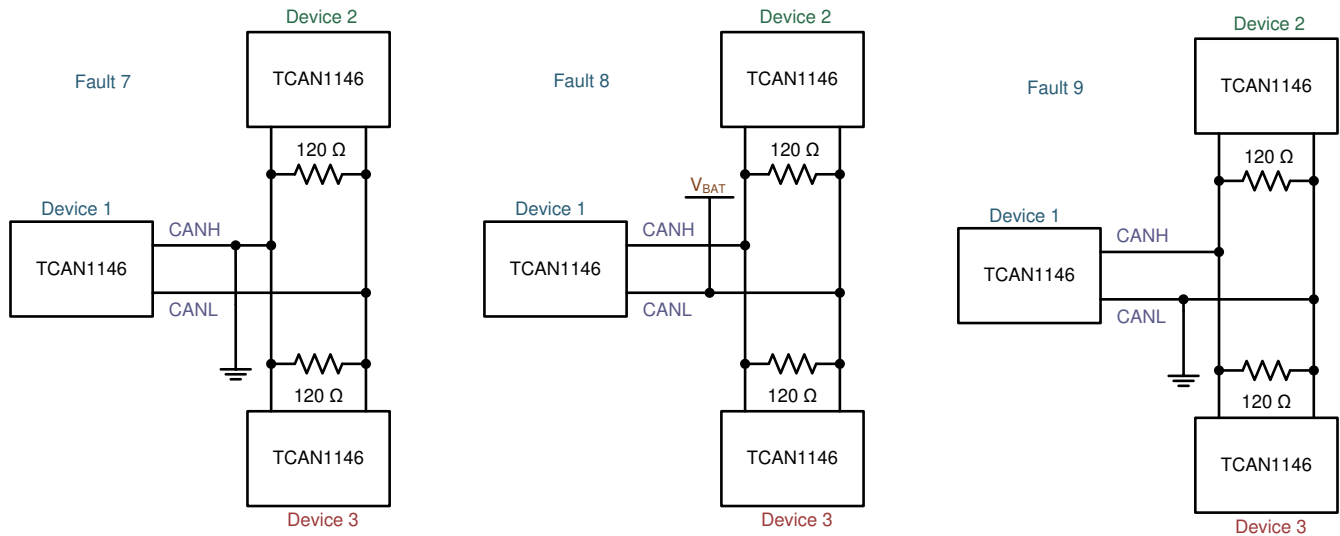 Fault 7
Device 2
TCAN1146
120 Ω
Device 1
TCAN1146
CANH
CANL
120 Ω
TCAN1146
Device 3
Fault 8
Device 2
TCAN1146
120 Ω
VBAT
Device 1
TCAN1146
CANH
CANL
120 Ω
TCAN1146
Device 3
Fault 9
Device 2
TCAN1146
120 Ω
Device 1
TCAN1146
CANH
CANL
120 Ω
TCAN1146
Device 3